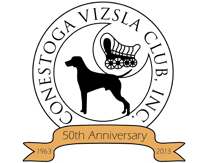 CONESTOGA VIZSLA CLUB, INC.
50th Anniversary
1963 2013